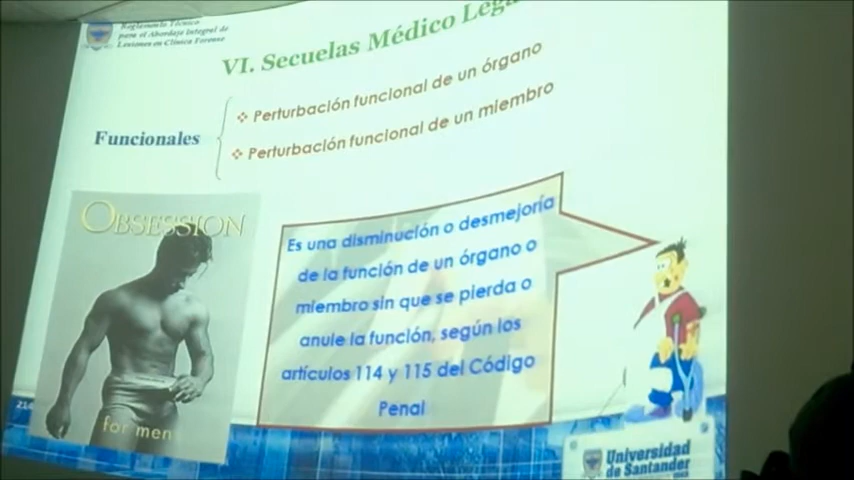 Reglamento Técnico
para el Abordaje Integral de
Lesiones en Clínica Forense
VI. Secuelas Médico Lega
Funcionales
Perturbación funcional de un órgano
Perturbación funcional de un miembro
OBSESSION
for men
Es una disminución o desmejoría
de la función de un órgano o
miembro sin que se pierda o
anule la función, según los
artículos 114 y 115 del Código
Penal
Universidad
de Santander